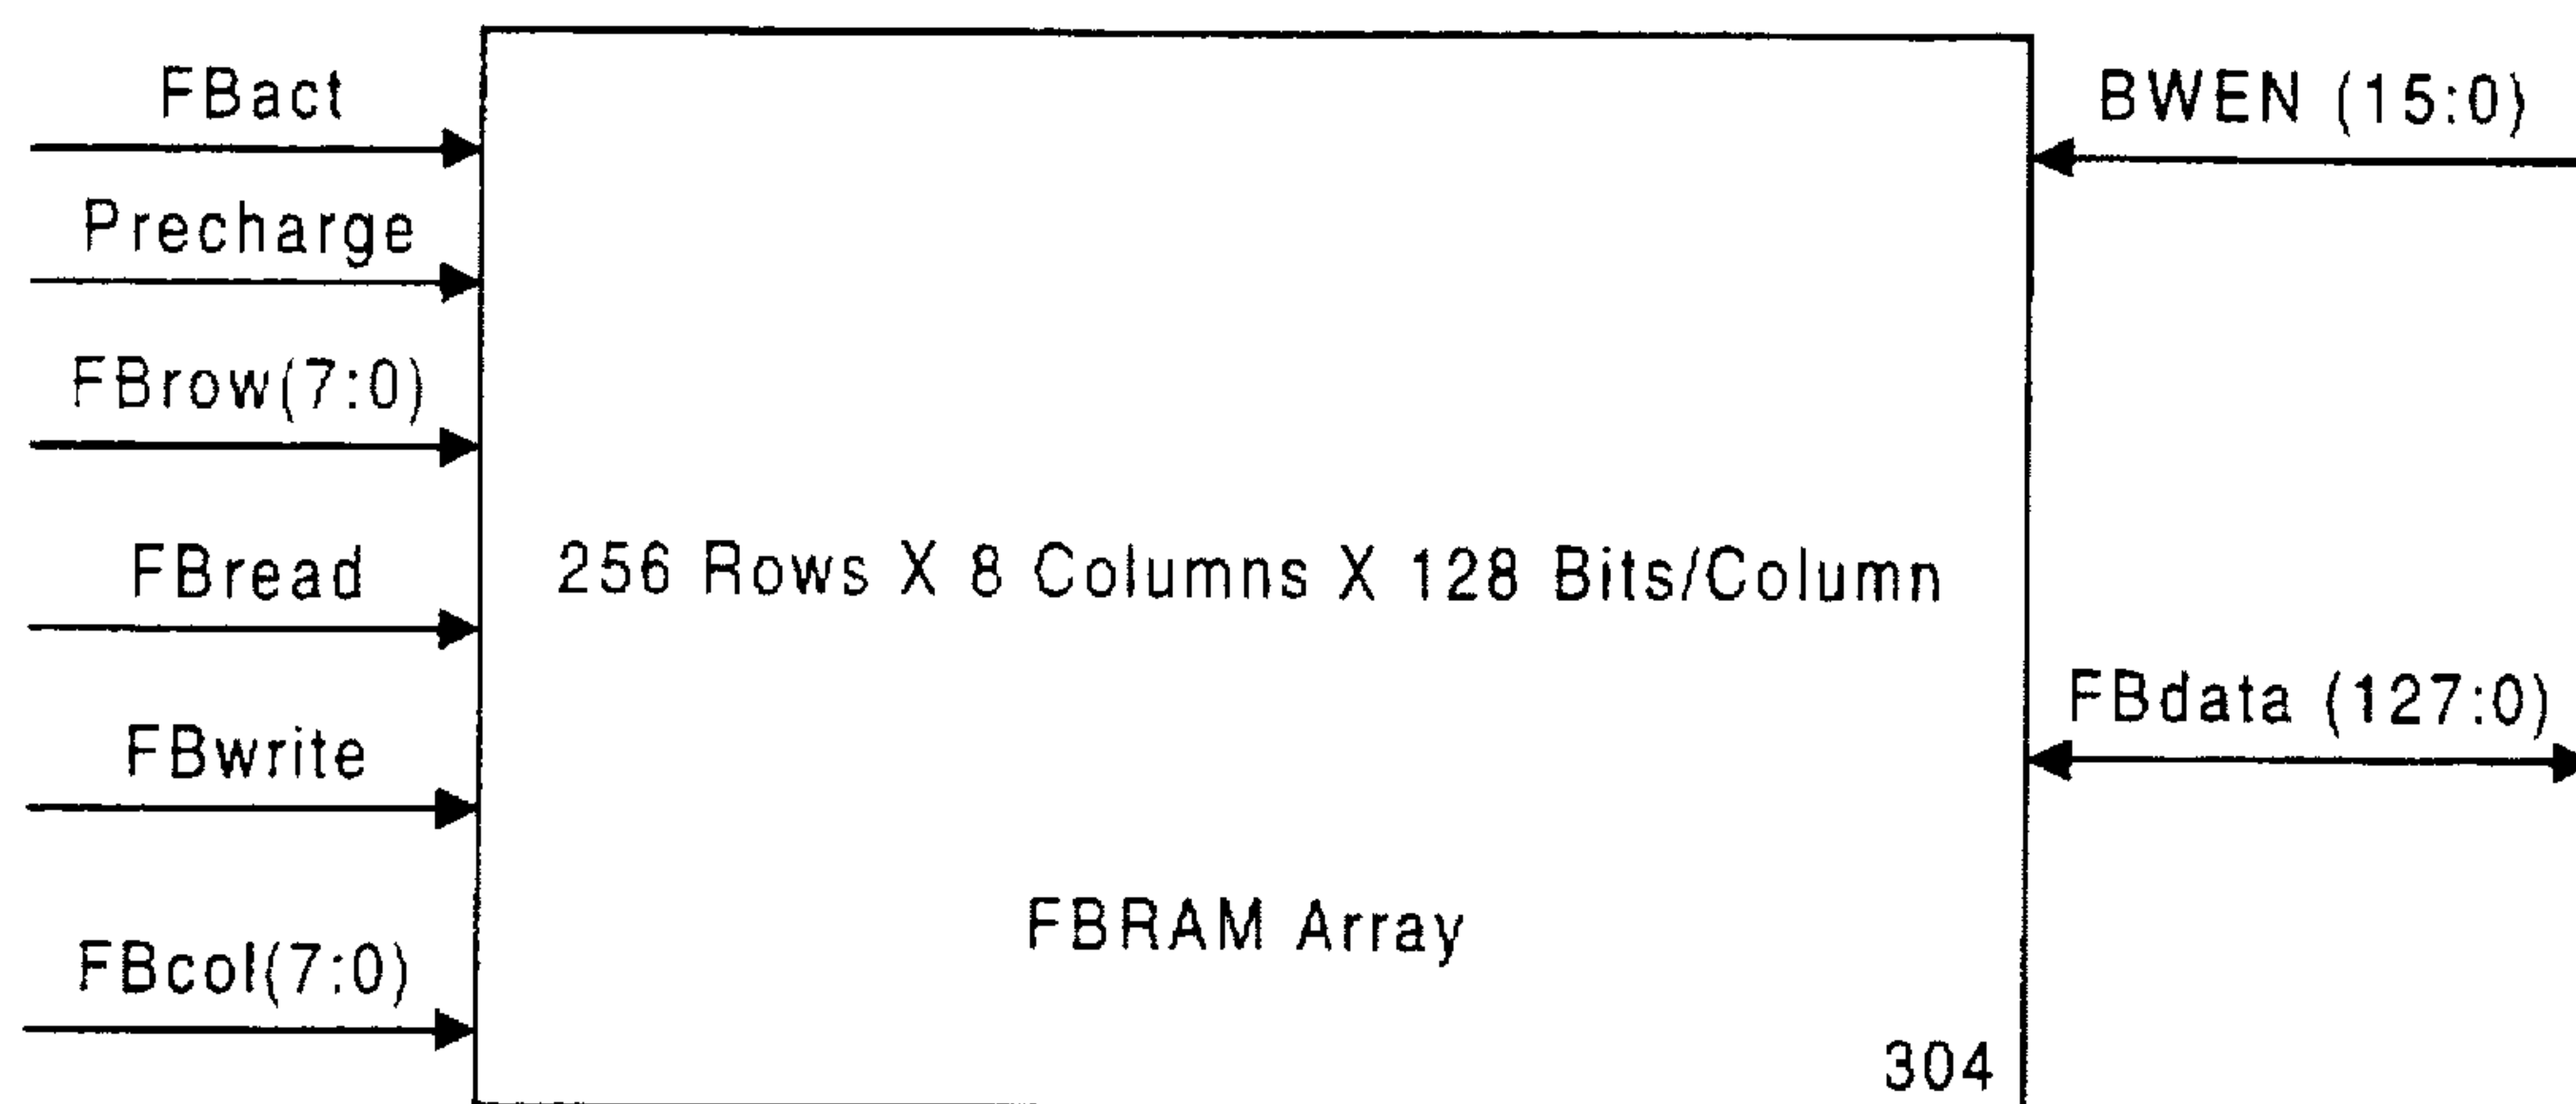 FBact
Precharge
FBrow(7:0)
FBread
FBwrite
FBcol(7:0)
256 Rows X 8 Columns X 128 Bits/Column
FBRAM Array
304
BWEN (15:0)
FBdata (127:0)